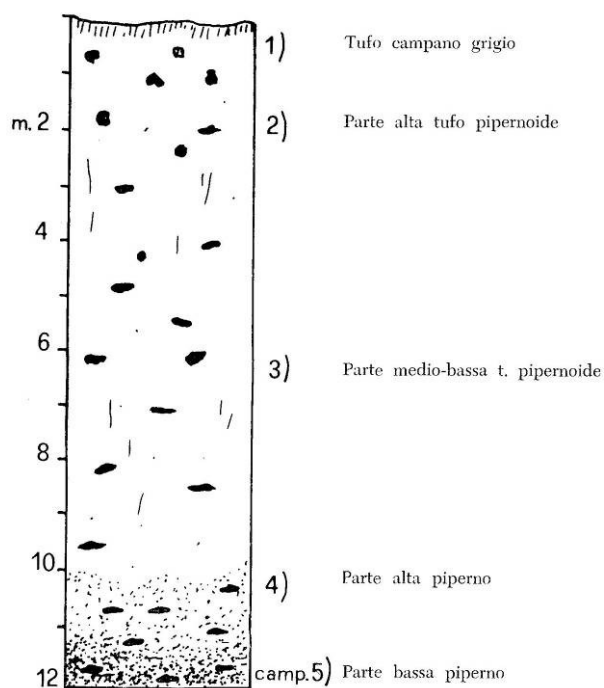 1) Tufo campano grigio
m. 2 2) Parte alta tufo pipernoide
4
6 3) Parte medio-bassa t. pipernoide
8
10
4) Parte alta piperno
12 camp. 5) Parte bassa piperno